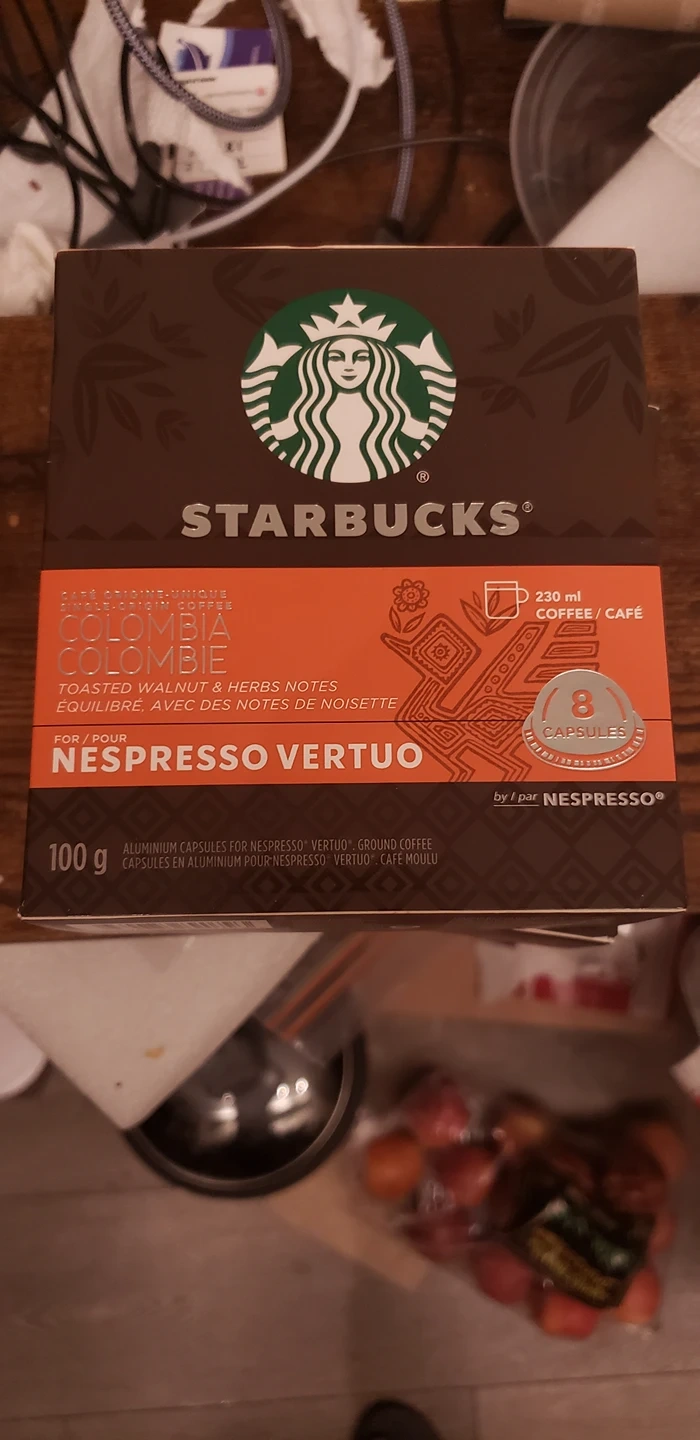 STARBUCKS®
CAFÉ ORIGINE-UNIQUE
SINGLE-ORIGIN COFFEE
COLOMBIA
COLOMBIE
TOASTED WALNUT & HERBS NOTES
ÉQUILIBRÉ, AVEC DES NOTES DE NOISETTE
230 ml
COFFEE / CAFÉ
8
CAPSULES
FOR / POUR
NESPRESSO VERTUO
by / par NESPRESSO®
100 g
ALUMINIUM CAPSULES FOR NESPRESSO® VERTUO®. GROUND COFFEE
CAPSULES EN ALUMINIUM POUR NESPRESSO® VERTUO®. CAFÉ MOULU